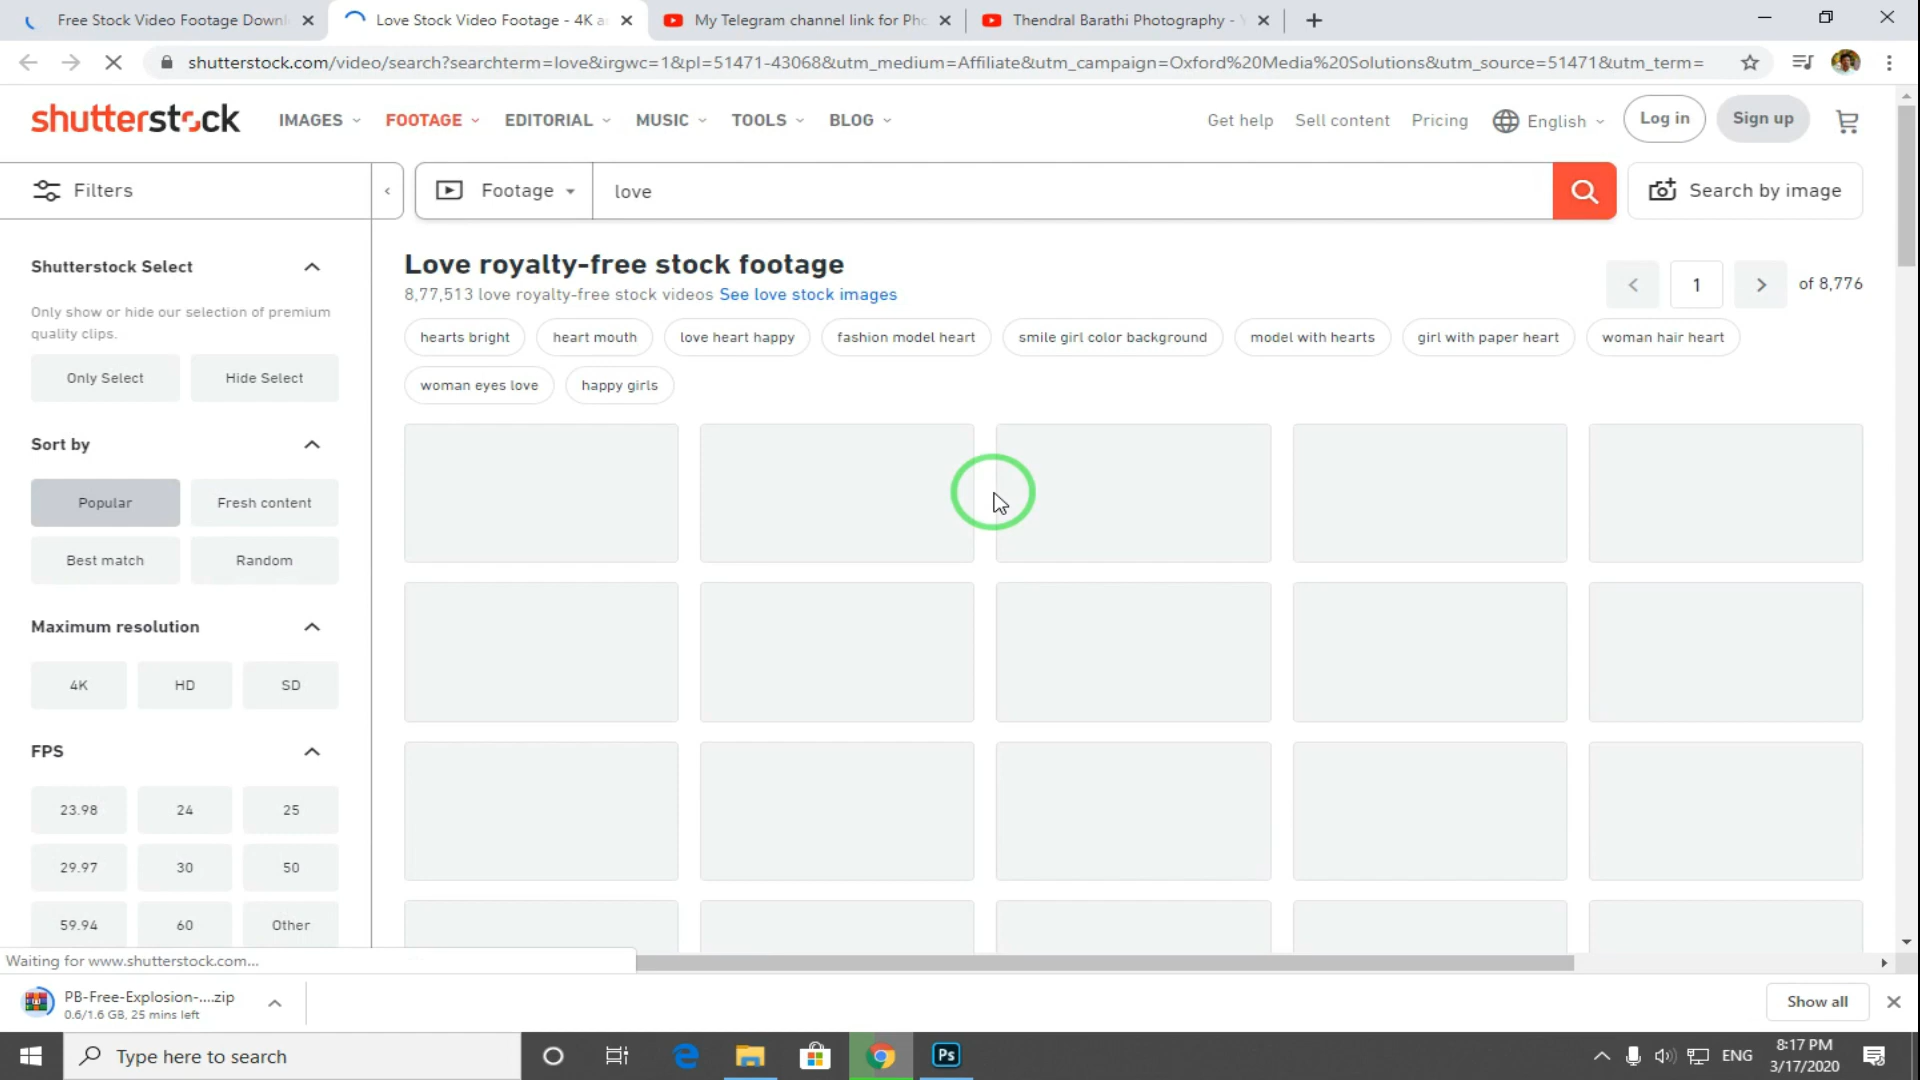 Free Stock Video Footage Downl
Love Stock Video Footage - 4K a
My Telegram channel link for Pho
Thendral Barathi Photography - Y
shutterstock.com/video/search?searchterm=love&irgwc=1&pl=51471-43068&utm_medium=Affiliate&utm_campaign=Oxford%20Media%20Solutions&utm_source=51471&utm_term=
shutterstock
IMAGES
FOOTAGE
EDITORIAL
MUSIC
TOOLS
BLOG
Get help
Sell content
Pricing
English
Log in
Sign up
Filters
Footage
love
Search by image
Shutterstock Select
Only show or hide our selection of premium
quality clips.
Only Select
Hide Select
Sort by
Popular
Fresh content
Best match
Random
Maximum resolution
4K
HD
SD
FPS
23.98
24
25
29.97
30
50
59.94
60
Other
Love royalty-free stock footage
8,77,513 love royalty-free stock videos See love stock images
1
of 8,776
hearts bright
heart mouth
love heart happy
fashion model heart
smile girl color background
model with hearts
girl with paper heart
woman hair heart
woman eyes love
happy girls
Waiting for www.shutterstock.com...
PB-Free-Explosion-....zip
0.6/1.6 GB, 25 mins left
Show all
Type here to search
Ps
ENG
8:17 PM
3/17/2020